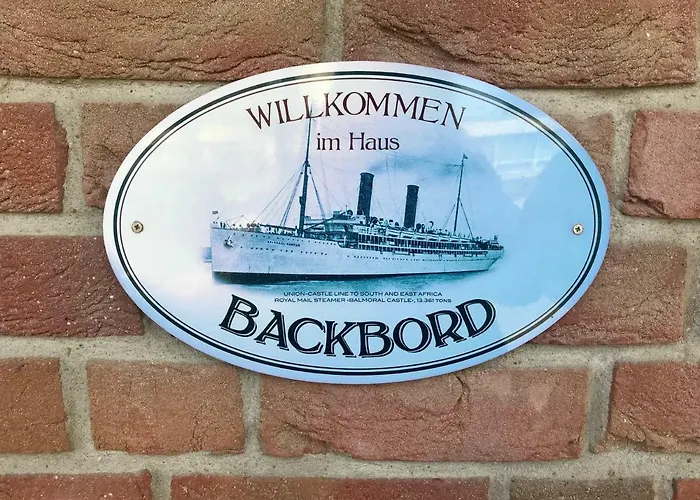 WILLKOMMEN
im Haus
UNION-CASTLE LINE TO SOUTH AND EAST AFRICA
ROYAL MAIL STEAMER «BALMORAL CASTLE», 13.361 TONS
BACKBORD